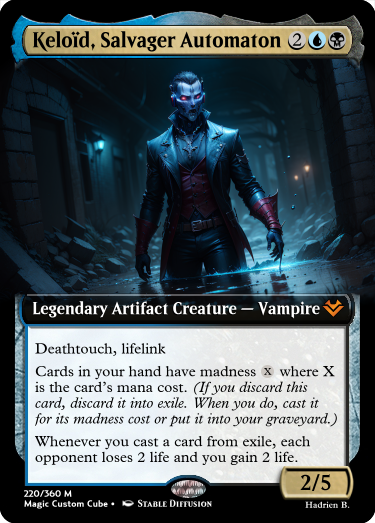 Keloïd, Salvager Automaton 2
Legendary Artifact Creature — Vampire
Deathtouch, lifelink
Cards in your hand have madness X where X
is the card's mana cost. (If you discard this
card, discard it into exile. When you do, cast it
for its madness cost or put it into your graveyard.)
Whenever you cast a card from exile, each
opponent loses 2 life and you gain 2 life.
2/5
220/360 M
Magic Custom Cube • Stable Diffusion
Hadrien B.